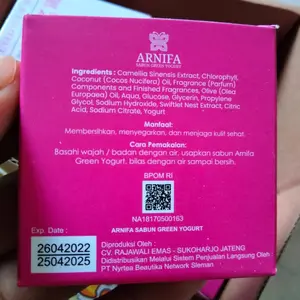 ARNIFA
SABUN GREEN YOGURT
Ingredients : Camellia Sinensis Extract, Chlorophyll,
Coconut (Cocos Nucifera) Oil, Fragrance (Parfum)
Components and Finished Fragrances, Olive (Olea
Europaea) Oil, Aqua, Glucose, Glycerin, Propylene
Glycol, Sodium Hydroxide, Swiftlet Nest Extract, Citric
Acid, Sodium Citrate, Yogurt
Manfaat:
Membersihkan, menyegarkan, dan menjaga kulit sehat.
Cara Pemakaian:
Basahi wajah / badan dengan air, usapkan sabun Arnifa
Green Yogurt, bilas dengan air sampai bersih.
BPOM RI
NA18170500163
Exp. Date :
ARNIFA SABUN GREEN YOGURT
26042022
25042025
Diproduksi Oleh :
CV. RAJAWALI EMAS - SUKOHARJO JATENG
Didistribusikan Melalui Sistem Penjualan Langsung Oleh
PT Nyrtea Beautika Network Sleman